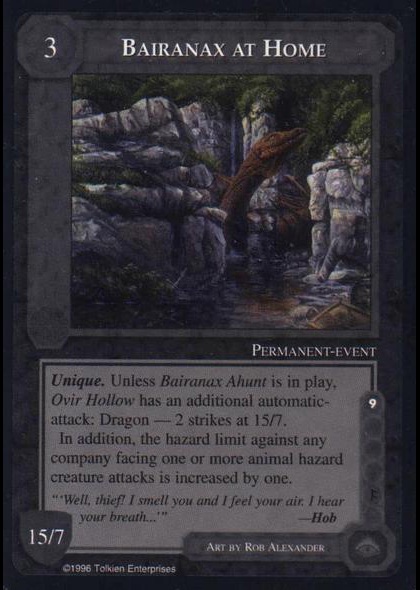 3
BAIRANAX AT HOME
PERMANENT-EVENT
Unique. Unless Bairanax Ahunt is in play,
Ovir Hollow has an additional automatic-
attack: Dragon — 2 strikes at 15/7.
In addition, the hazard limit against any
company facing one or more animal hazard
creature attacks is increased by one.
"'Well, thief! I smell you and I feel your air. I hear
your breath...'" —Hob
9
15/7
ART BY ROB ALEXANDER
©1996 Tolkien Enterprises